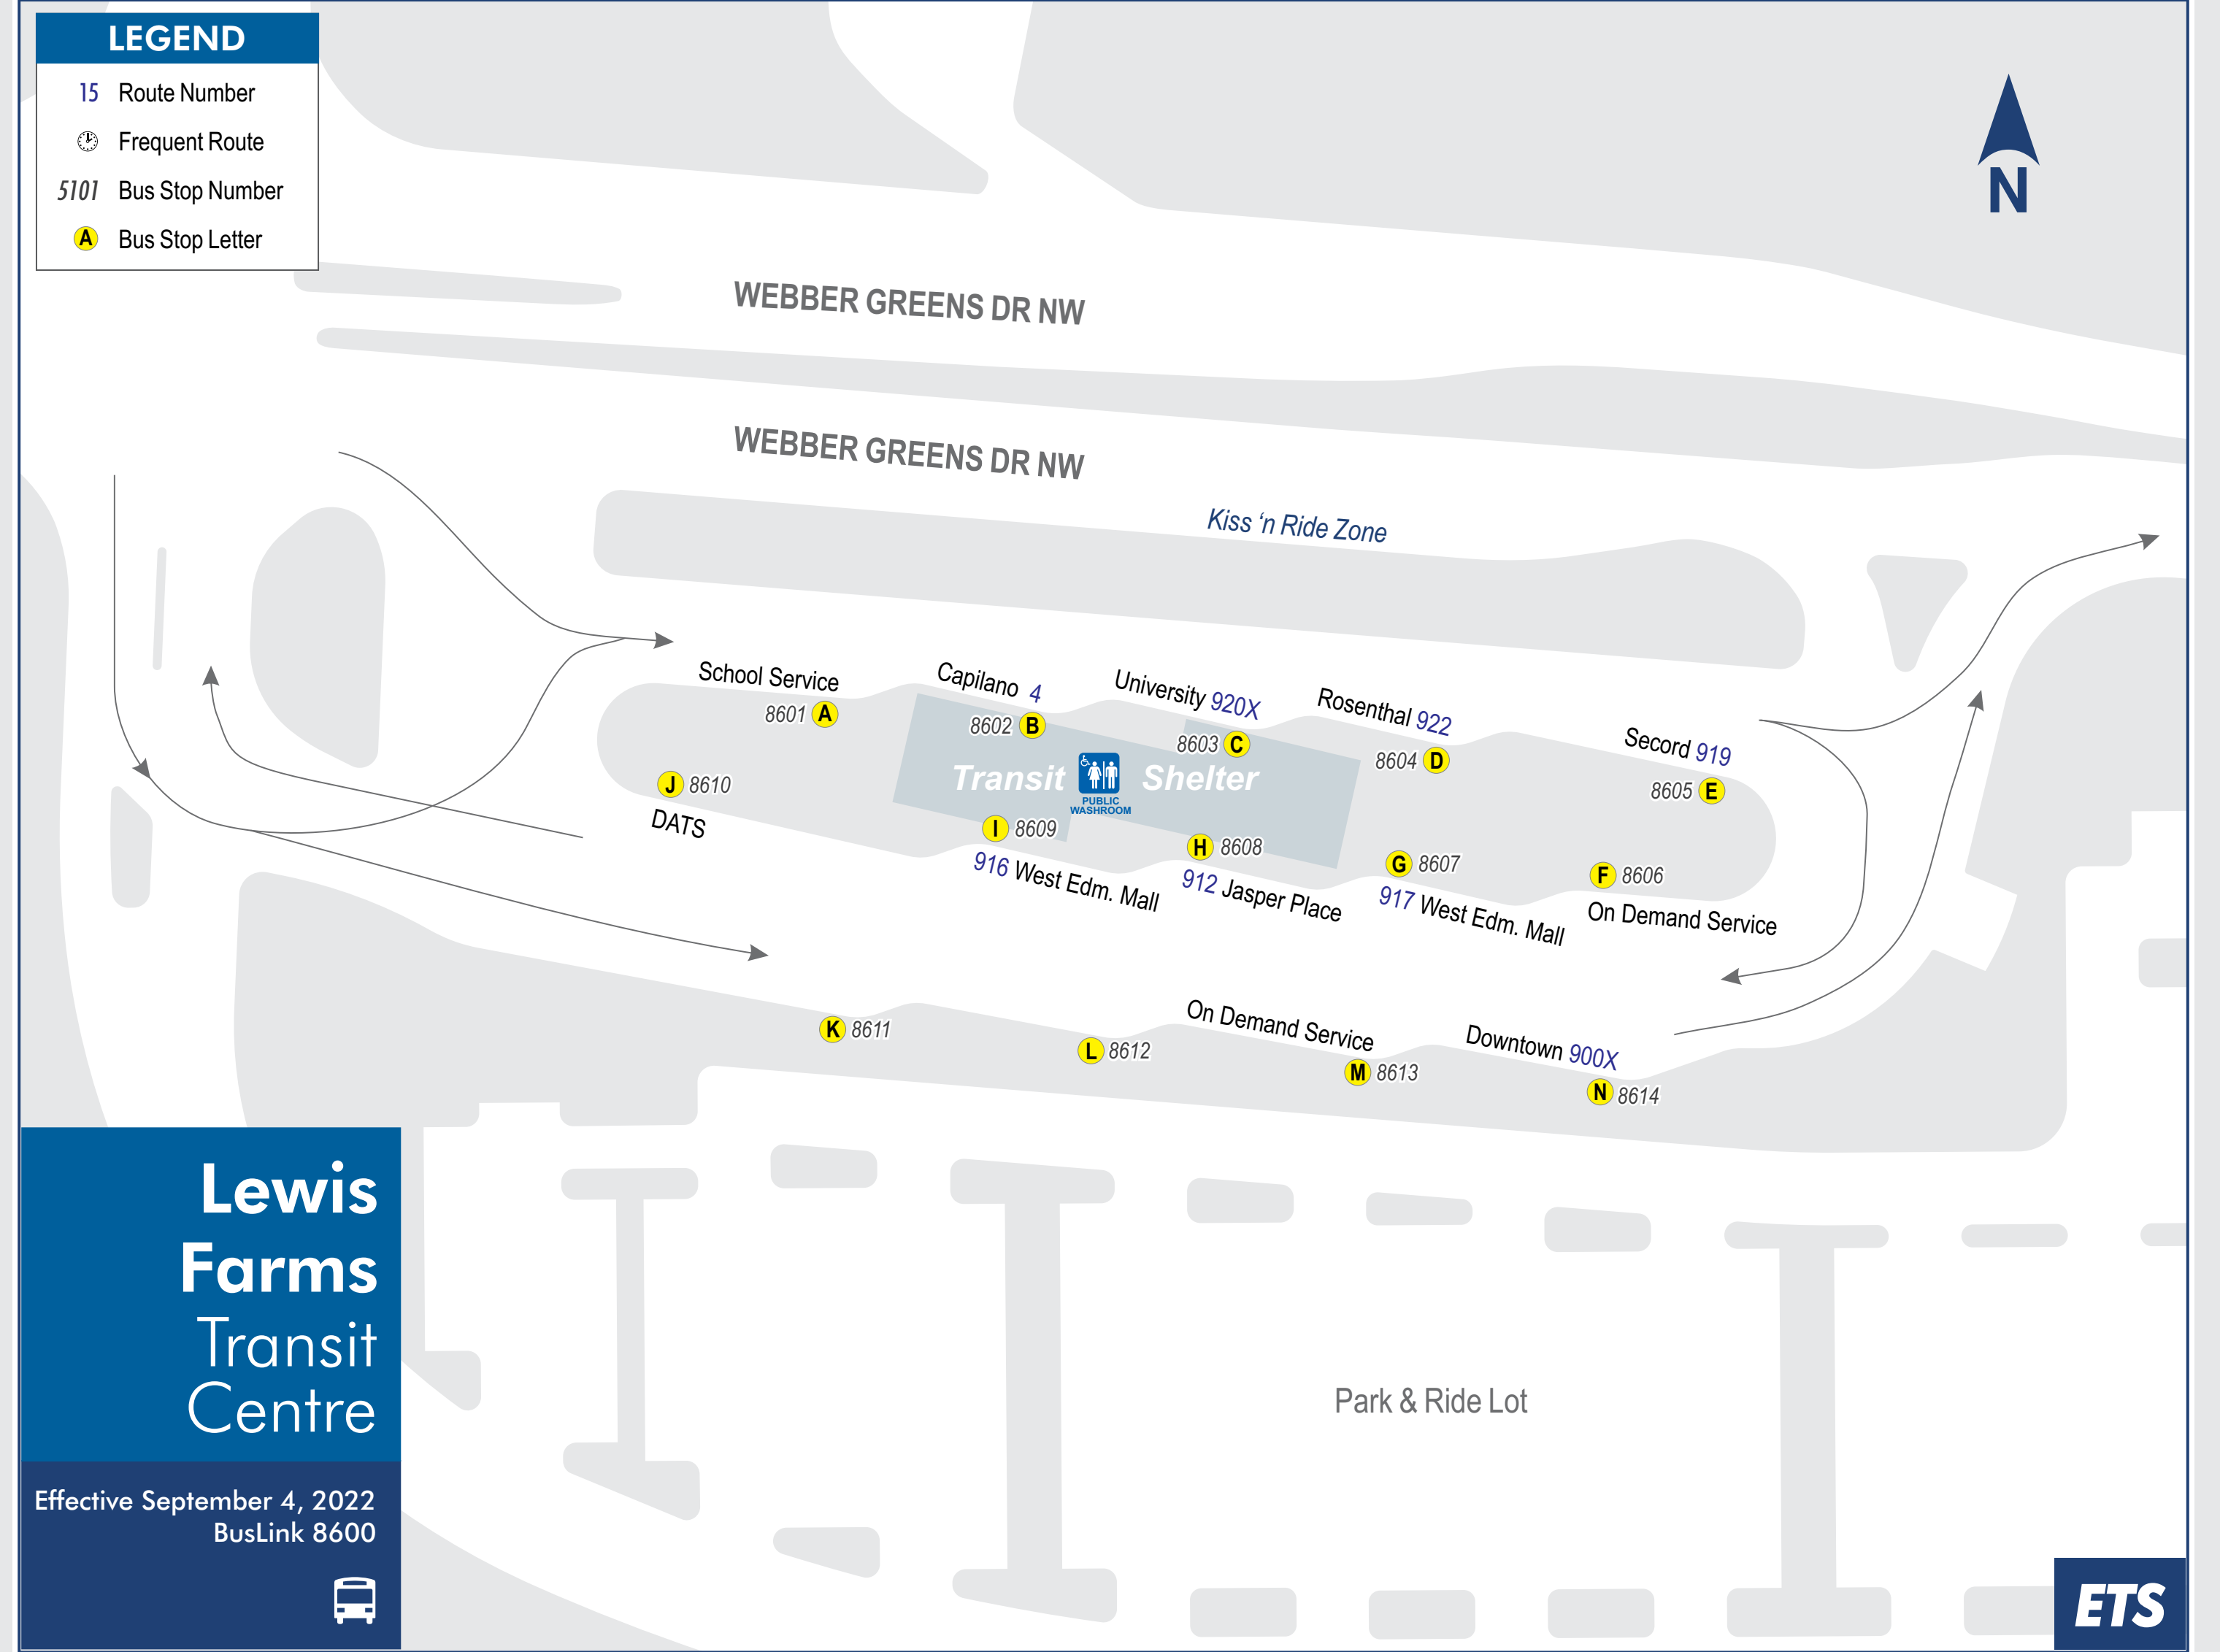 LEGEND
15 Route Number
Frequent Route
5101 Bus Stop Number
A Bus Stop Letter
N
WEBBER GREENS DR NW
WEBBER GREENS DR NW
Kiss ‘n Ride Zone
School Service
8601 A
Capilano 4
8602 B
University 920X
8603 C
Rosenthal 922
8604 D
Secord 919
8605 E
Transit Shelter
PUBLIC
WASHROOM
J 8610
DATS
I 8609
916 West Edm. Mall
H 8608
912 Jasper Place
G 8607
917 West Edm. Mall
F 8606
On Demand Service
K 8611
L 8612
On Demand Service
M 8613
Downtown 900X
N 8614
Park & Ride Lot
Lewis
Farms
Transit
Centre
Effective September 4, 2022
BusLink 8600
ETS